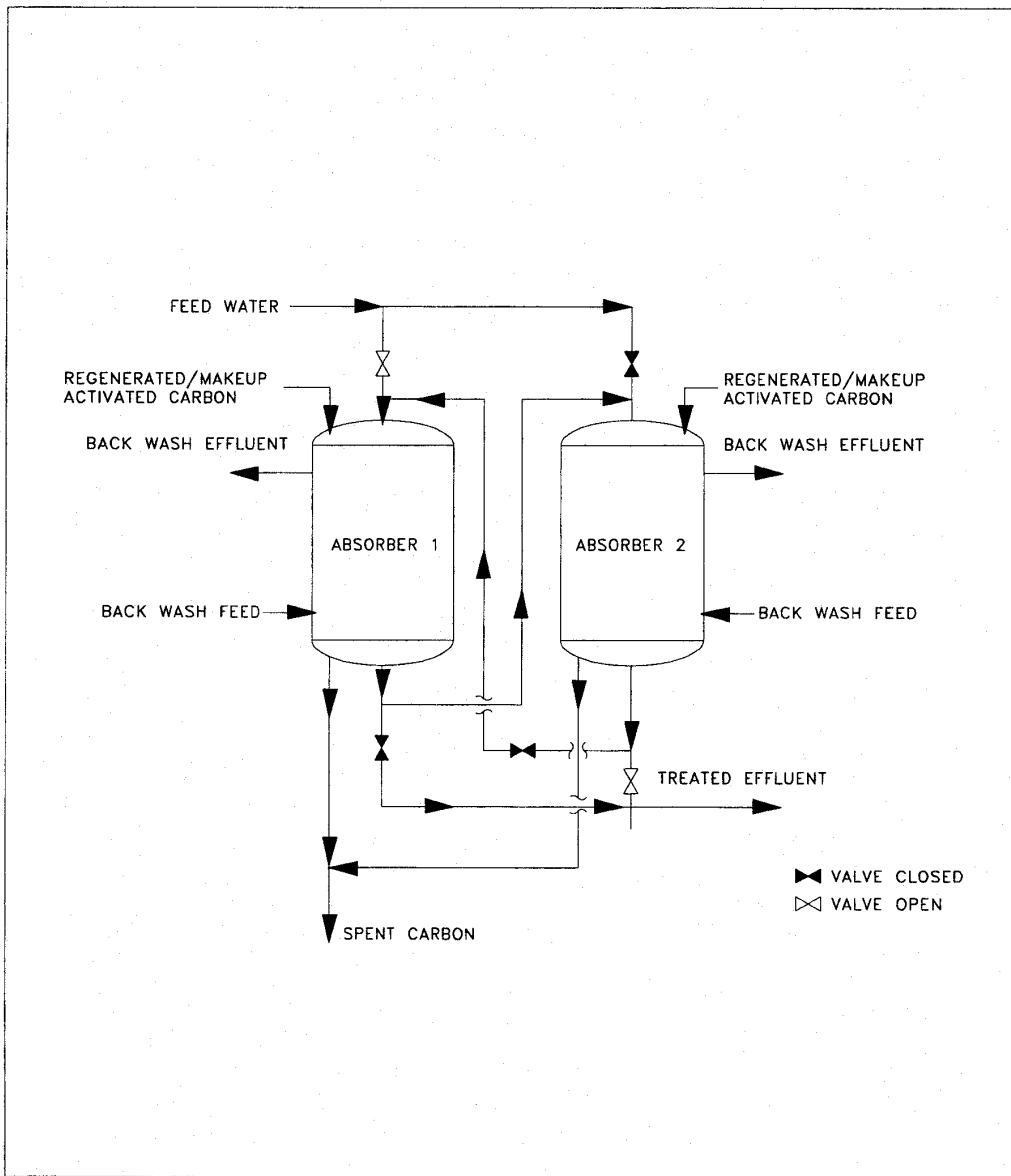 FEED WATER
REGENERATED/MAKEUP
ACTIVATED CARBON
REGENERATED/MAKEUP
ACTIVATED CARBON
BACK WASH EFFLUENT
BACK WASH EFFLUENT
ABSORBER 1
ABSORBER 2
BACK WASH FEED
BACK WASH FEED
TREATED EFFLUENT
VALVE CLOSED
VALVE OPEN
SPENT CARBON